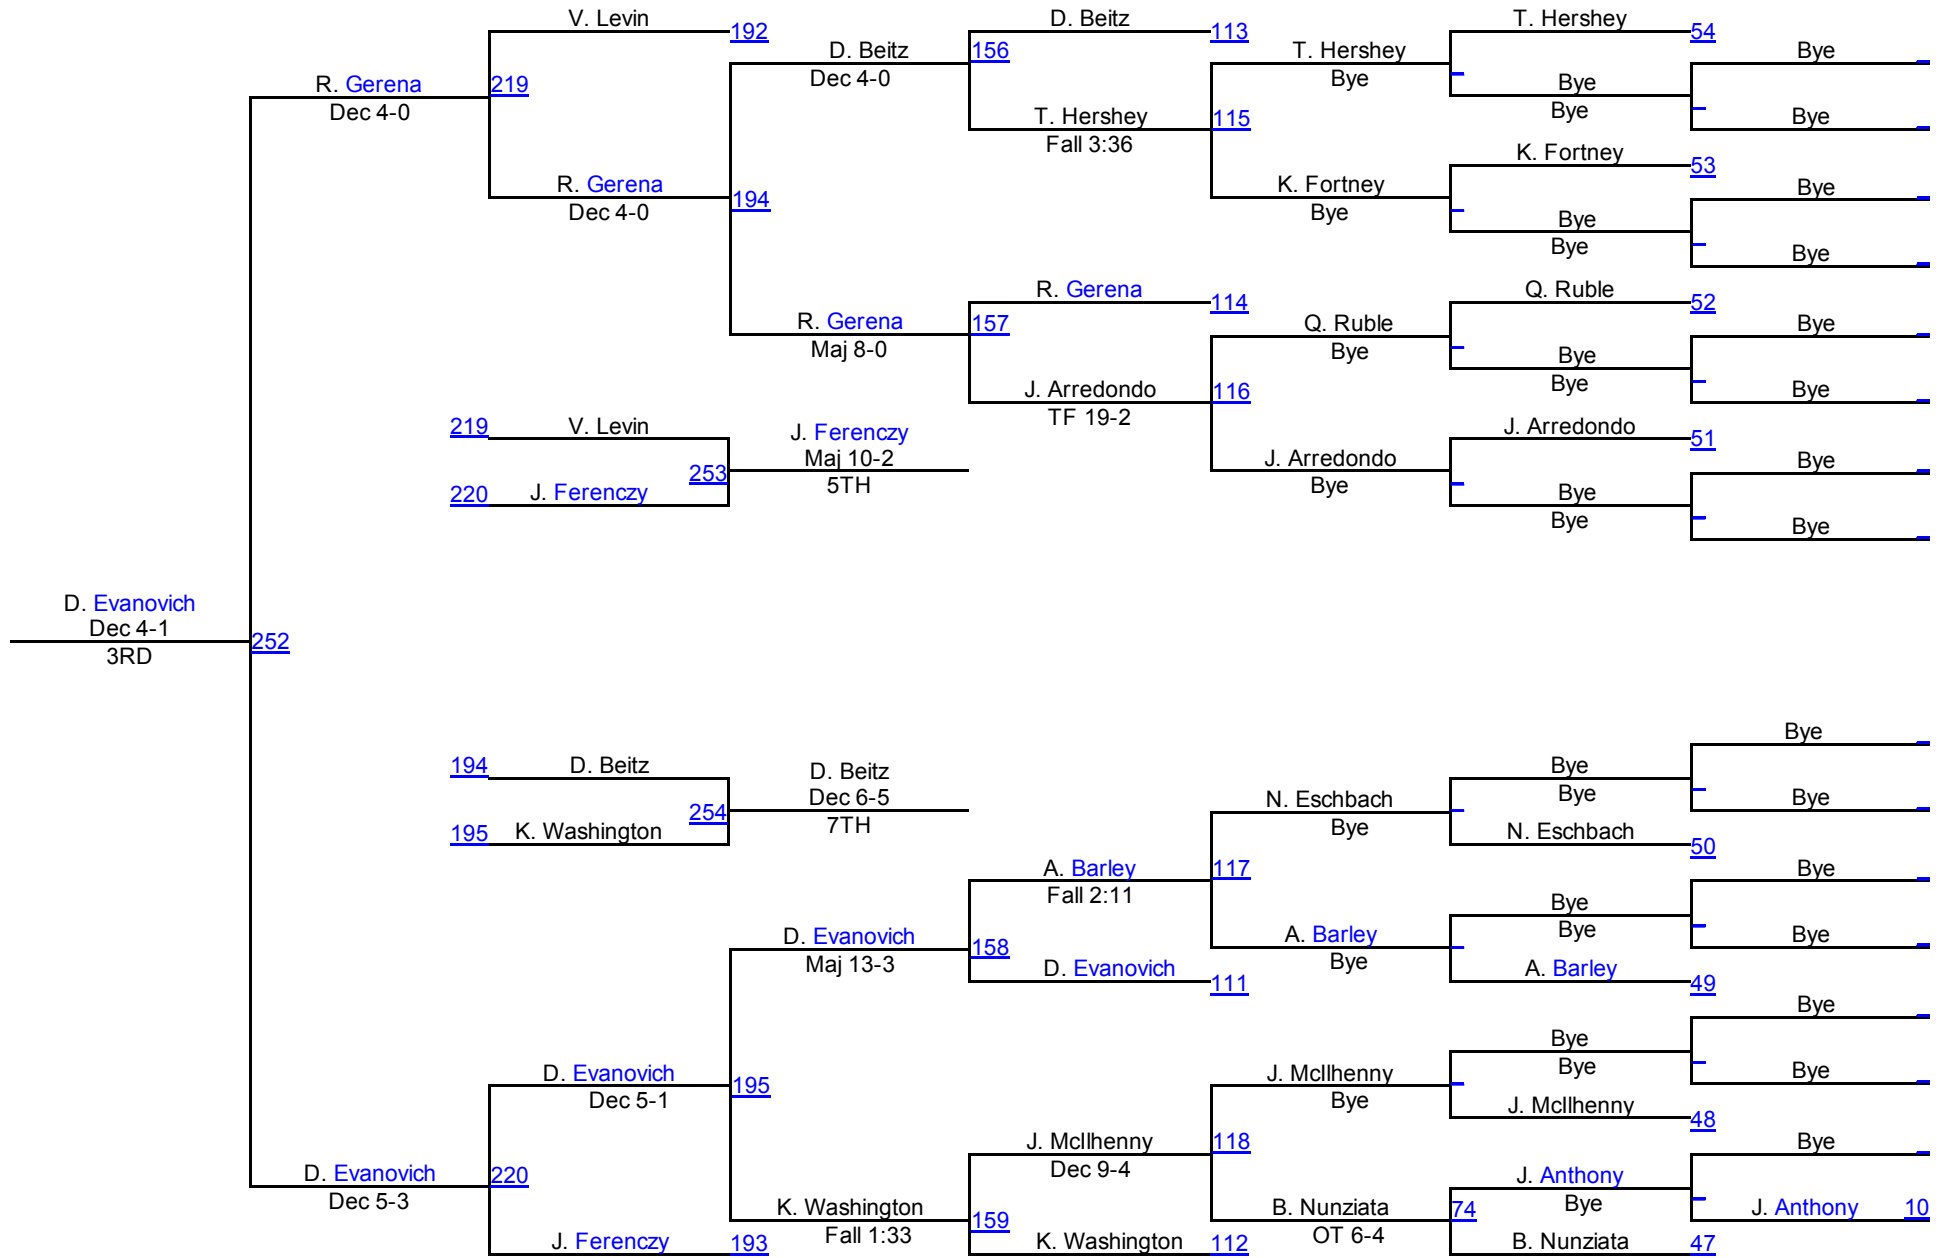 V. Levin
192
R. Gerena
Dec 4-0
219
R. Gerena
Dec 4-0
194
D. Beitz
Dec 4-0
156
D. Beitz
113
T. Hershey
Fall 3:36
115
T. Hershey
Bye
T. Hershey
54
Bye
Bye
Bye
Bye
K. Fortney
Bye
K. Fortney
53
Bye
Bye
Bye
Bye
R. Gerena
Maj 8-0
157
R. Gerena
114
J. Arredondo
TF 19-2
116
Q. Ruble
Bye
Q. Ruble
52
Bye
Bye
Bye
Bye
J. Arredondo
Bye
J. Arredondo
51
Bye
Bye
Bye
Bye
219
V. Levin
220
J. Ferenczy
253
J. Ferenczy
Maj 10-2
5TH
D. Evanovich
Dec 4-1
3RD
252
194
D. Beitz
195
K. Washington
254
D. Beitz
Dec 6-5
7TH
D. Evanovich
Dec 5-3
220
D. Evanovich
Dec 5-1
195
D. Evanovich
Maj 13-3
158
A. Barley
Fall 2:11
117
N. Eschbach
Bye
Bye
Bye
Bye
Bye
N. Eschbach
50
A. Barley
Bye
Bye
Bye
Bye
Bye
A. Barley
49
D. Evanovich
111
K. Washington
Fall 1:33
159
J. McIlhenny
Dec 9-4
118
J. McIlhenny
Bye
Bye
Bye
Bye
Bye
J. McIlhenny
48
B. Nunziata
OT 6-4
74
J. Anthony
Bye
Bye
J. Anthony
10
B. Nunziata
47
K. Washington
112
J. Ferenczy
193